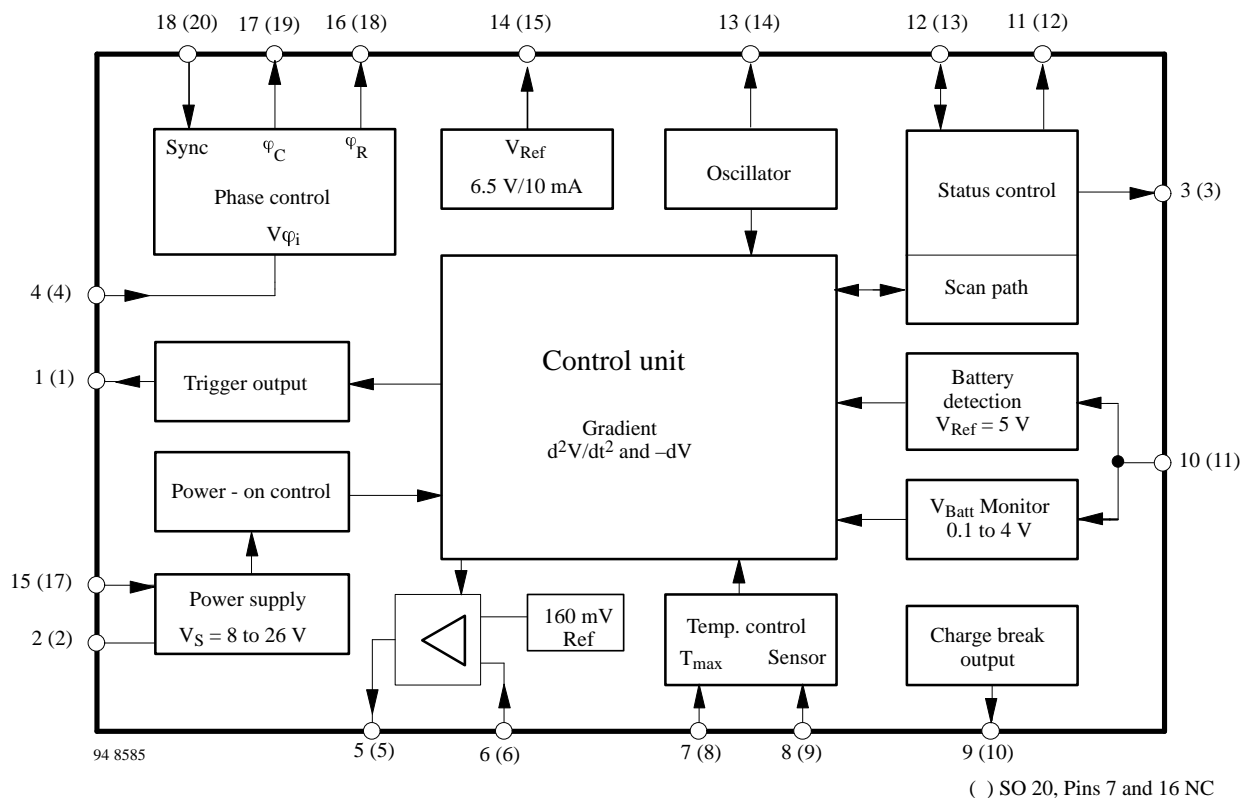 18 (20)
17 (19)
16 (18)
14 (15)
13 (14)
12 (13)
11 (12)
Sync
φC
φR
Phase control
Vφi
VRef
6.5 V/10 mA
Oscillator
Status control
Scan path
3 (3)
4 (4)
1 (1)
Trigger output
Control unit
Gradient
d²V/dt² and –dV
Battery
detection
VRef = 5 V
10 (11)
Power - on control
VBatt Monitor
0.1 to 4 V
15 (17)
2 (2)
Power supply
VS = 8 to 26 V
160 mV
Ref
Temp. control
Tmax
Sensor
Charge break
output
94 8585
5 (5)
6 (6)
7 (8)
8 (9)
9 (10)
( ) SO 20, Pins 7 and 16 NC